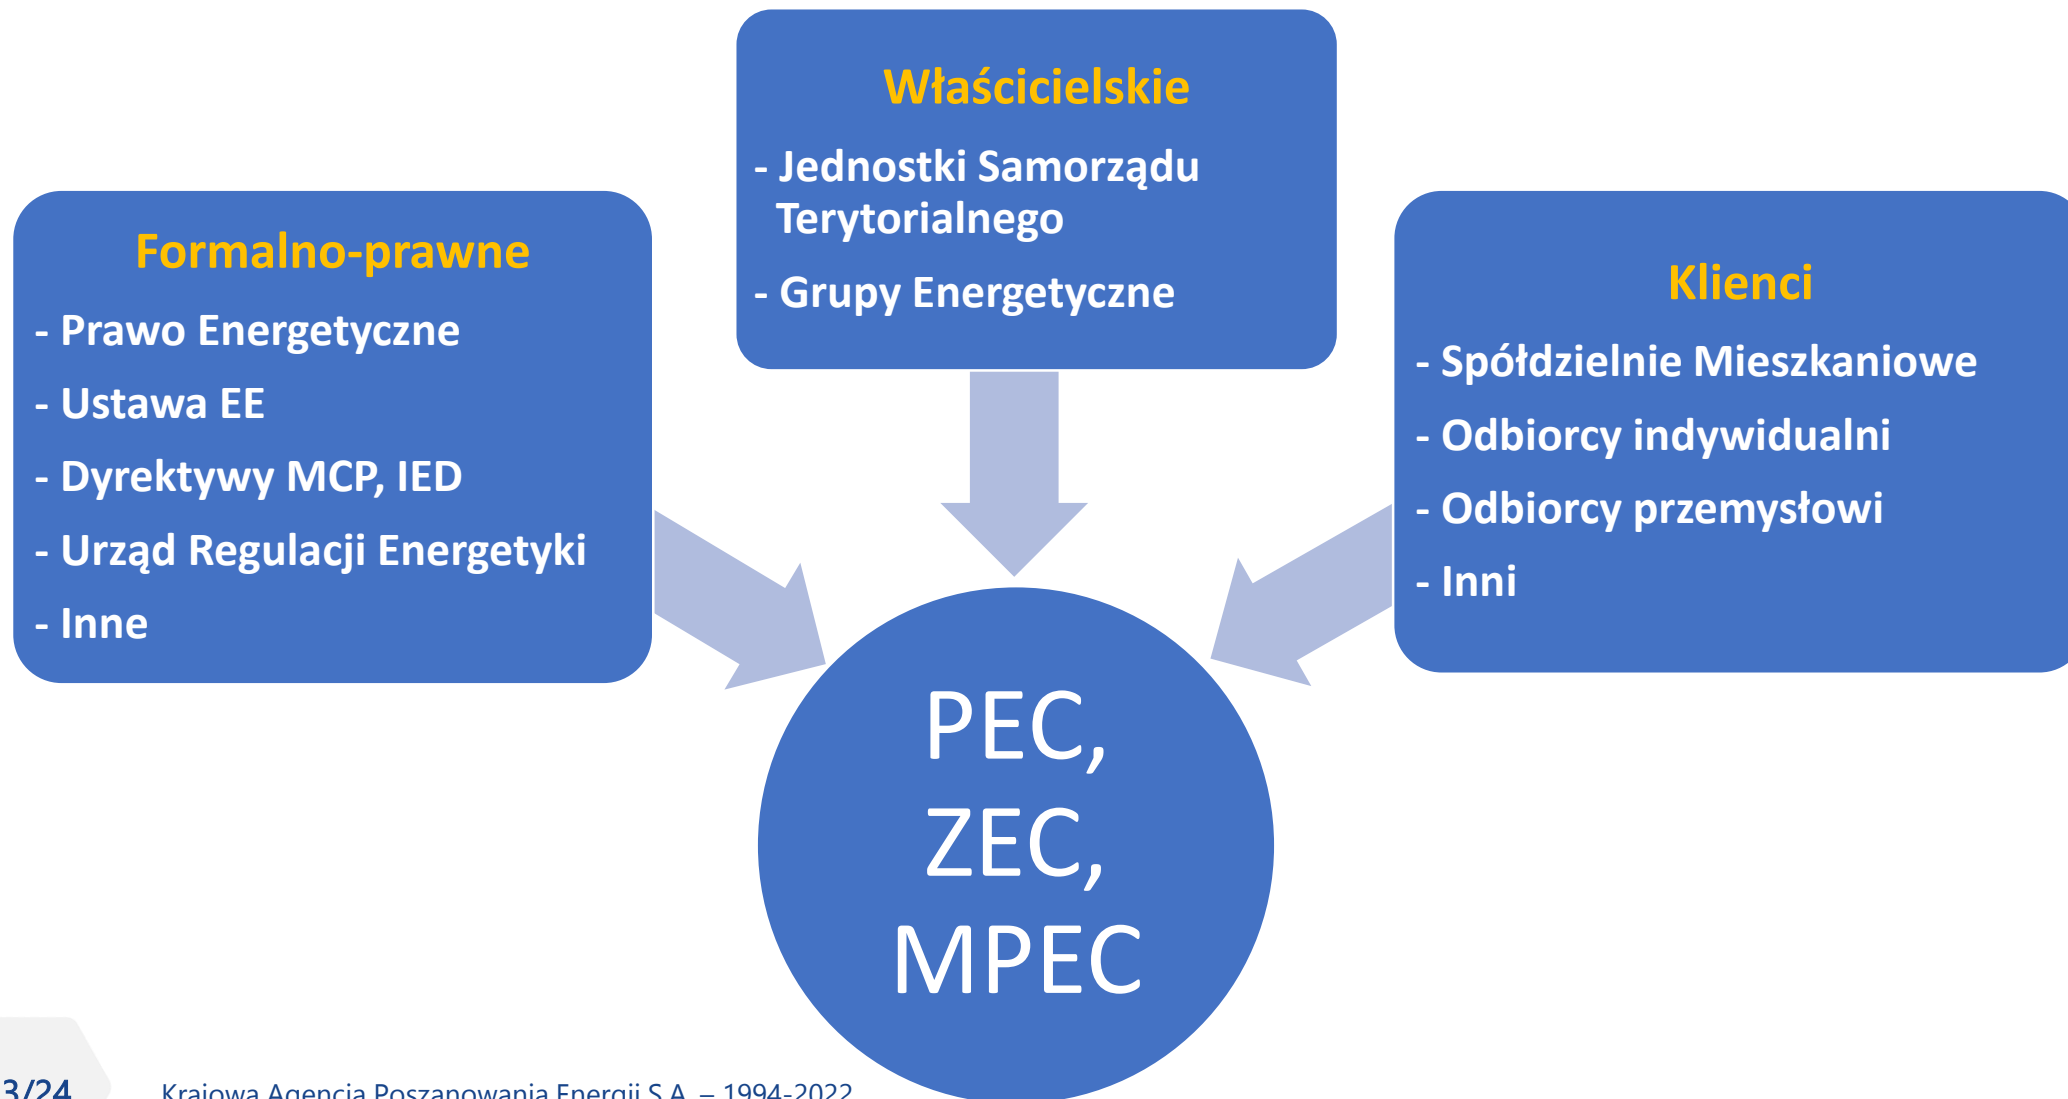 Właścicielskie
- Jednostki Samorządu
Terytorialnego
- Grupy Energetyczne
Formalno-prawne
- Prawo Energetyczne
- Ustawa EE
- Dyrektywy MCP, IED
- Urząd Regulacji Energetyki
- Inne
Klienci
- Spółdzielnie Mieszkaniowe
- Odbiorcy indywidualni
- Odbiorcy przemysłowi
- Inni
PEC,
ZEC,
MPEC
3/24
Krajowa Agencja Poszanowania Energii S.A. – 1994-2022